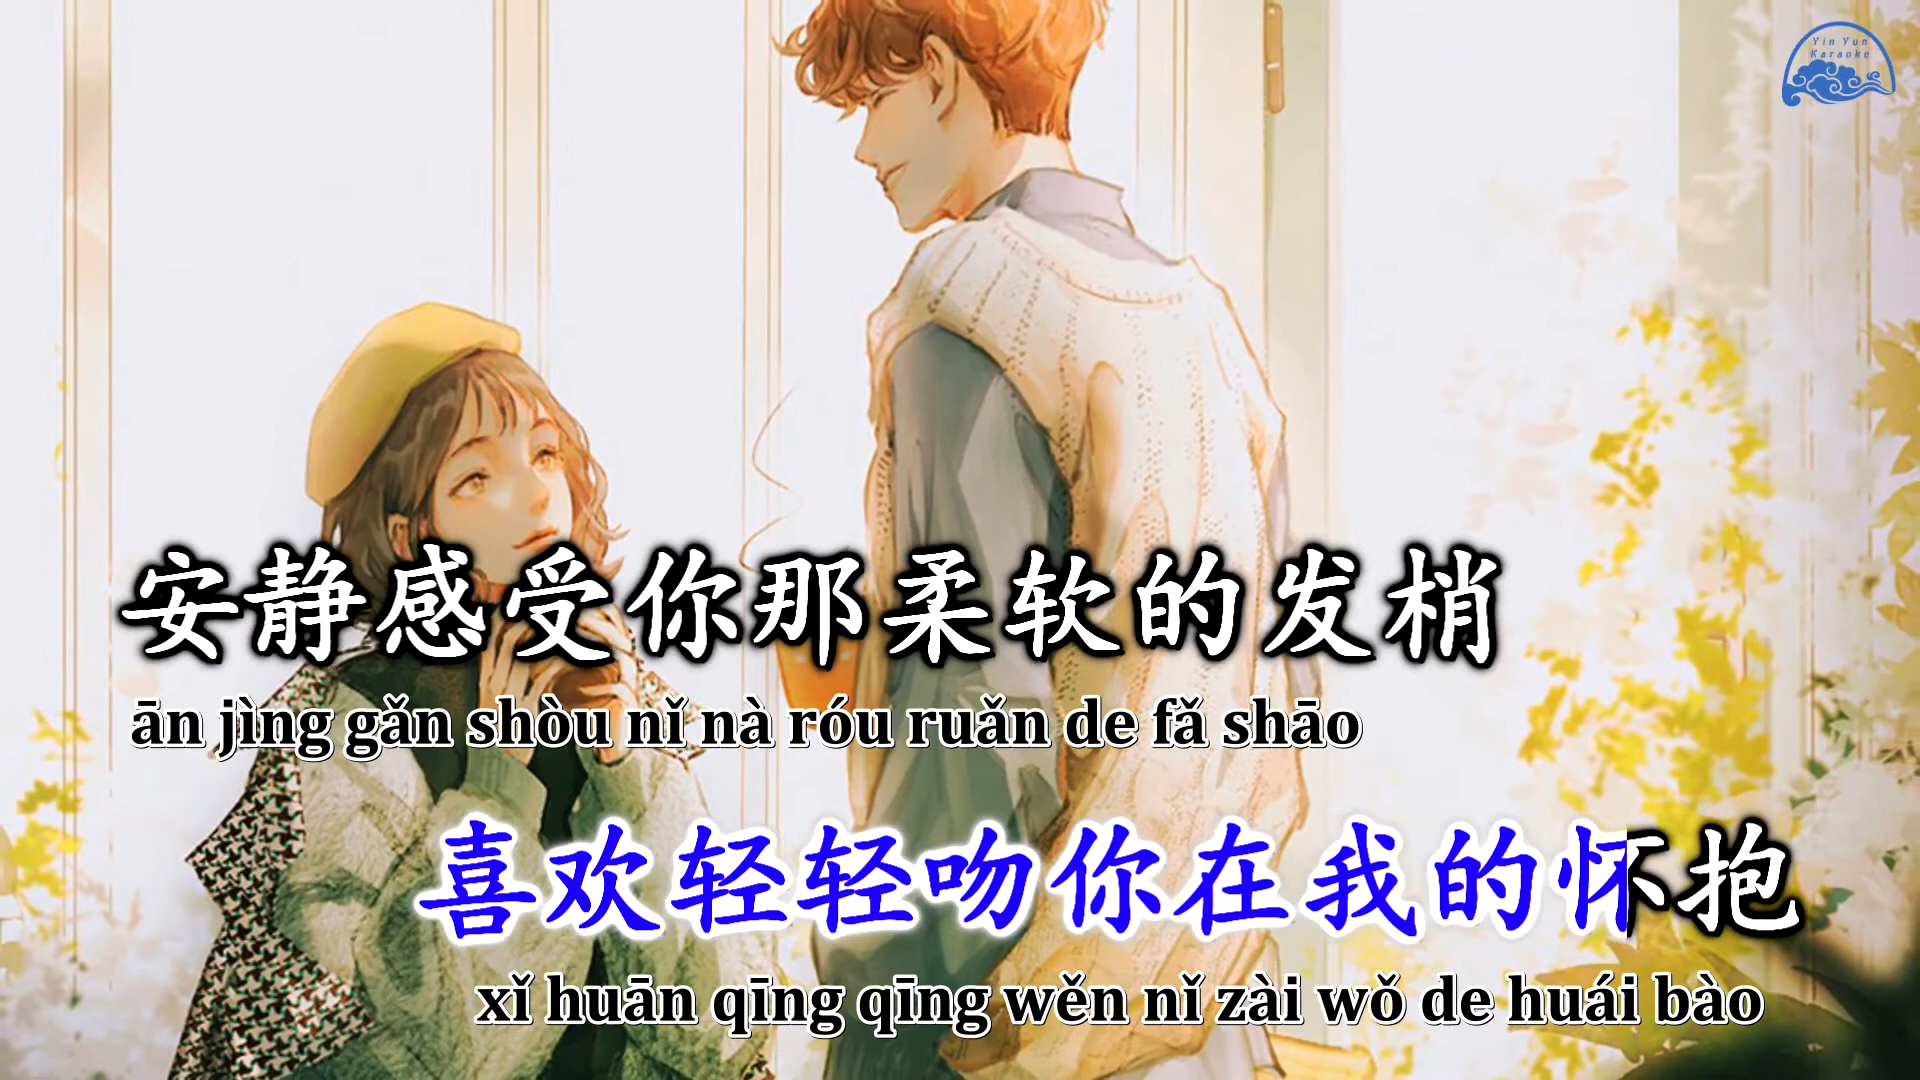 Yin Yun
Karaoke
安静感受你那柔软的发梢
ān jìng gǎn shòu nǐ nà róu ruǎn de fǎ shāo
喜欢轻轻吻你在我的怀抱
xǐ huān qīng qīng wěn nǐ zài wǒ de huái bào